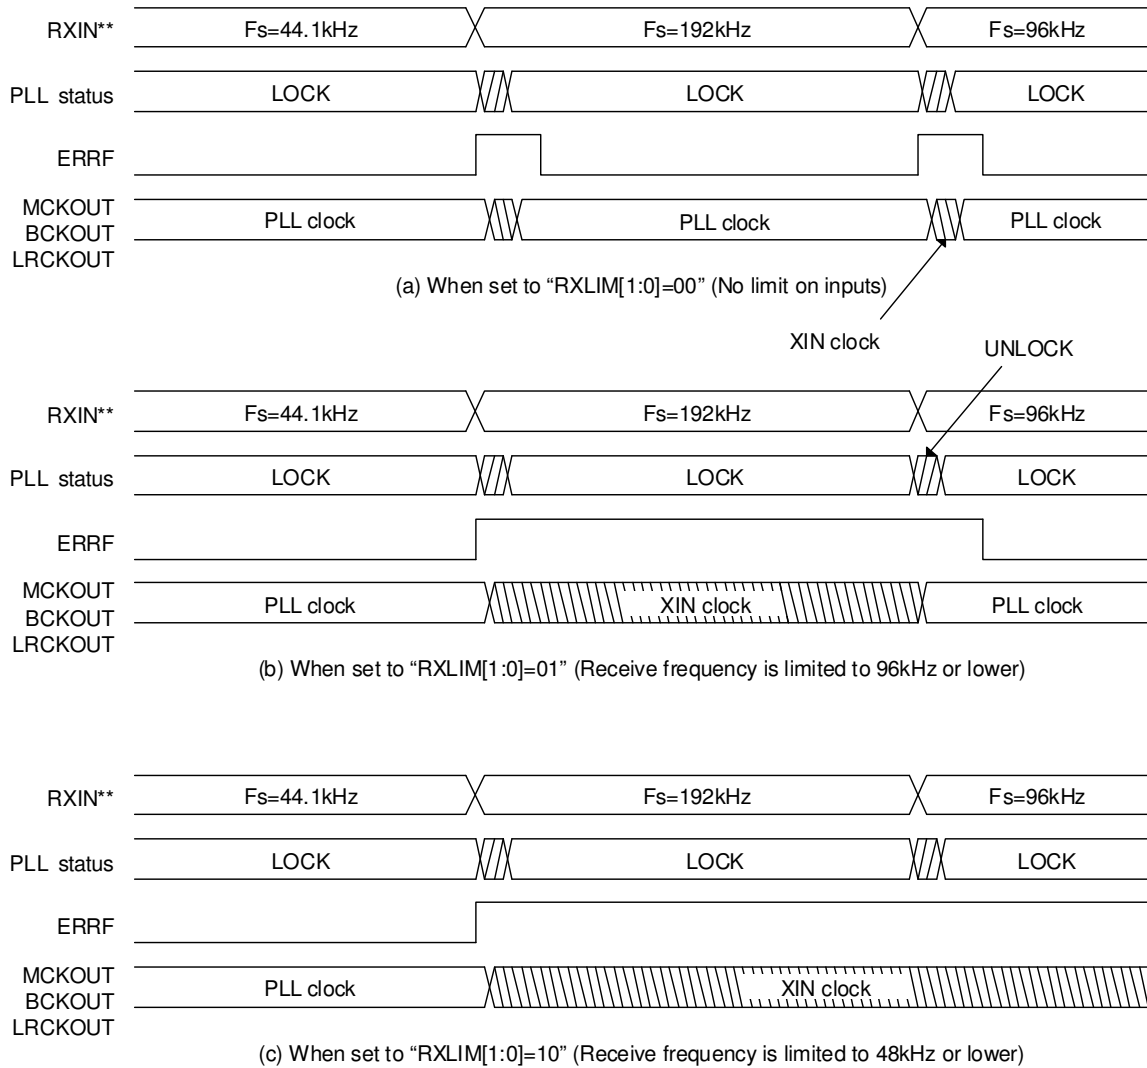 RXIN** Fs=44.1kHz Fs=192kHz Fs=96kHz
PLL status LOCK LOCK LOCK
ERRF
MCKOUT
BCKOUT
LRCKOUT
PLL clock PLL clock PLL clock
(a) When set to “RXLIM[1:0]=00” (No limit on inputs)
XIN clock
UNLOCK
RXIN** Fs=44.1kHz Fs=192kHz Fs=96kHz
PLL status LOCK LOCK LOCK
ERRF
MCKOUT
BCKOUT
LRCKOUT
PLL clock XIN clock PLL clock
(b) When set to “RXLIM[1:0]=01” (Receive frequency is limited to 96kHz or lower)
RXIN** Fs=44.1kHz Fs=192kHz Fs=96kHz
PLL status LOCK LOCK LOCK
ERRF
MCKOUT
BCKOUT
LRCKOUT
PLL clock XIN clock
(c) When set to “RXLIM[1:0]=10” (Receive frequency is limited to 48kHz or lower)